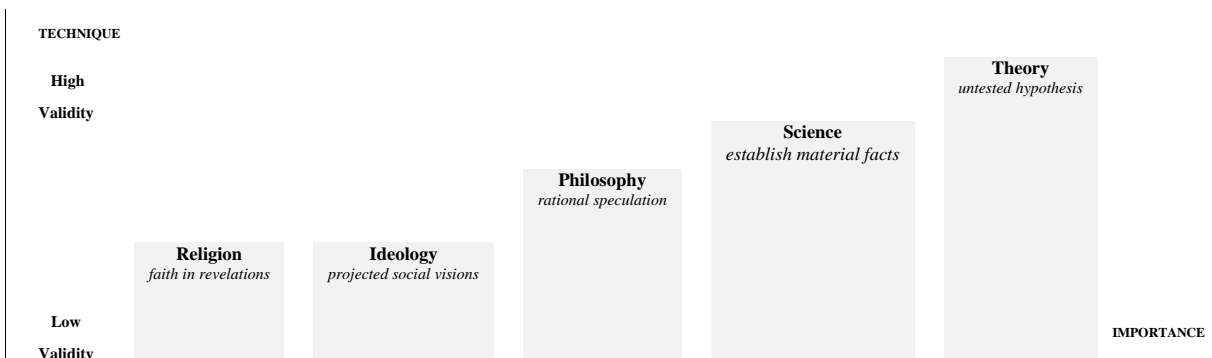 TECHNIQUE
High
Validity
Theory
untested hypothesis
Science
establish material facts
Philosophy
rational speculation
Religion
faith in revelations
Ideology
projected social visions
Low
Validity
IMPORTANCE